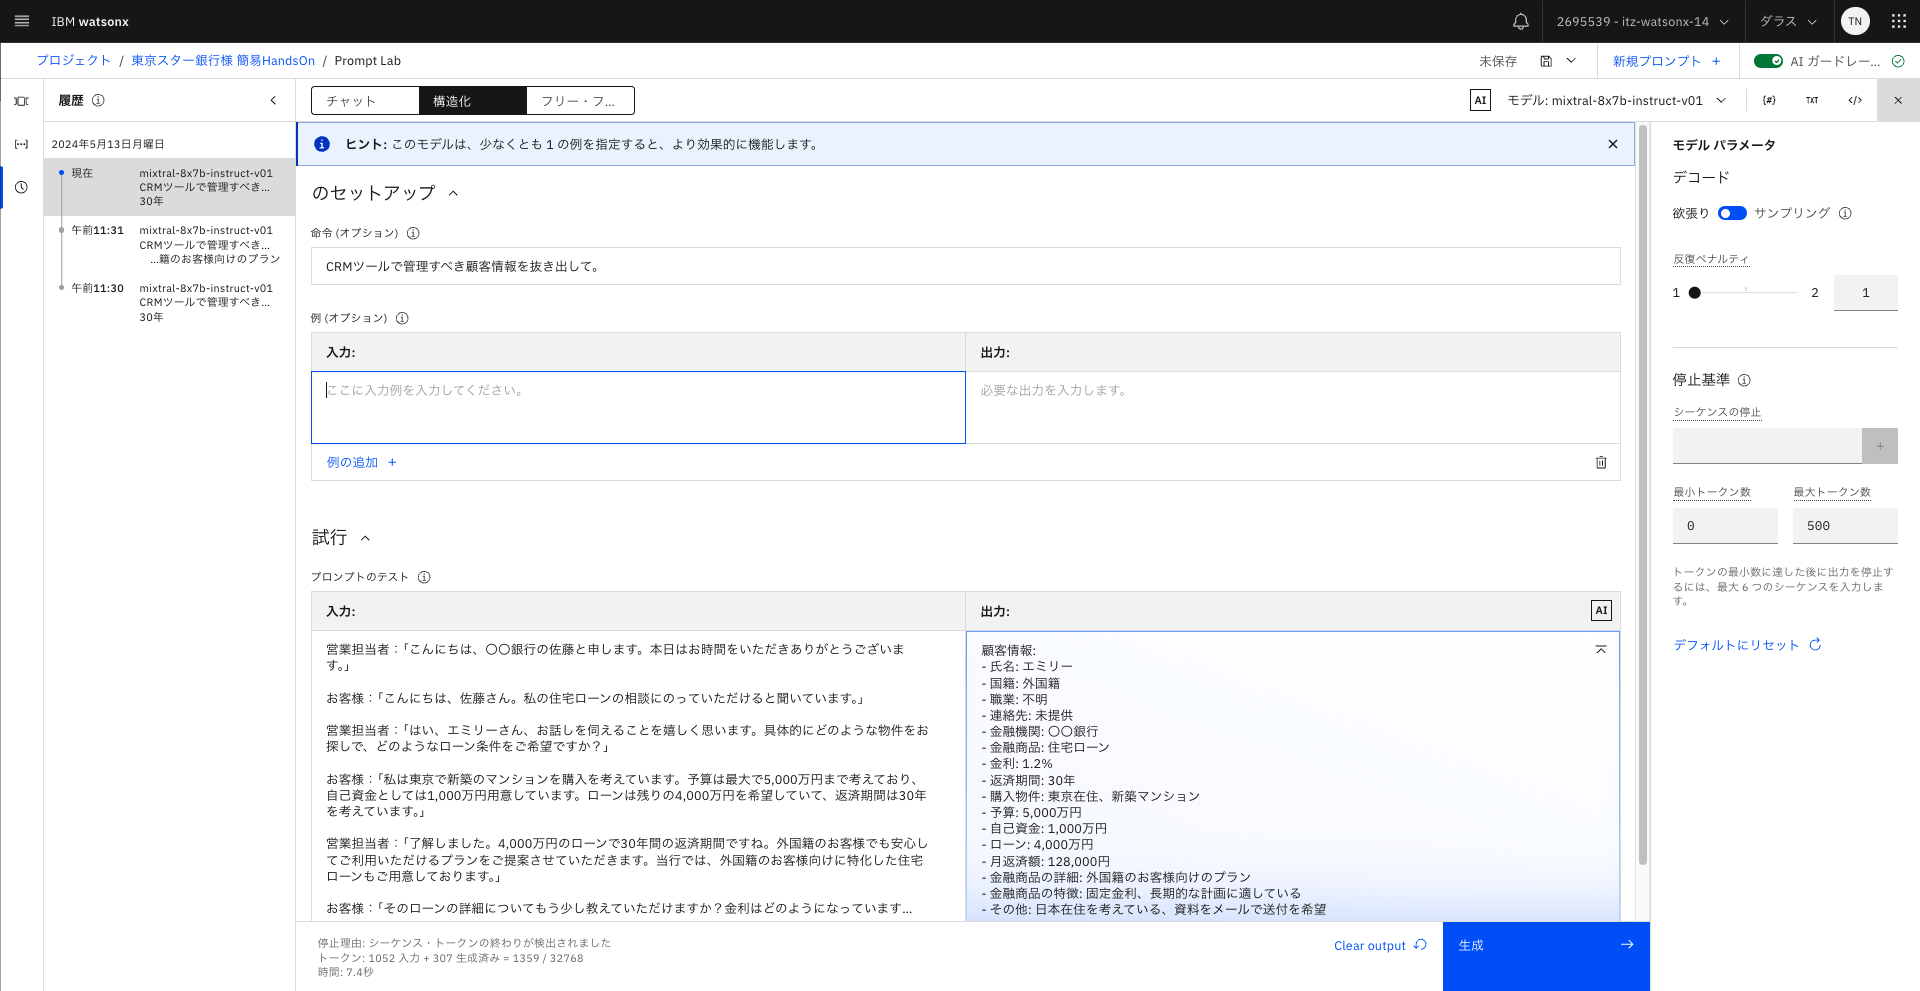 IBM watsonx
2695539 - itz-watsonx-14
ダラス
TN
プロジェクト / 東京スター銀行様 簡易HandsOn / Prompt Lab
未保存
新規プロンプト +
AI ガードレー...
履歴
2024年5月13日月曜日
現在
mixtral-8x7b-instruct-v01
CRMツールで管理すべき...
30年
午前11:31
mixtral-8x7b-instruct-v01
CRMツールで管理すべき...
...籍のお客様向けのプラン
午前11:30
mixtral-8x7b-instruct-v01
CRMツールで管理すべき...
30年
チャット
構造化
フリー・フ...
AI
モデル: mixtral-8x7b-instruct-v01
{#}
TXT
</>
ヒント: このモデルは、少なくとも 1 の例を指定すると、より効果的に機能します。
のセットアップ
命令 (オプション)
CRMツールで管理すべき顧客情報を抜き出して。
例 (オプション)
入力:
出力:
ここに入力例を入力してください。
必要な出力を入力します。
例の追加 +
試行
プロンプトのテスト
入力:
出力:
AI
営業担当者：「こんにちは、〇〇銀行の佐藤と申します。本日はお時間をいただきありがとうございま
す。」
お客様：「こんにちは、佐藤さん。私の住宅ローンの相談にのっていただけると聞いています。」
営業担当者：「はい、エミリーさん、お話しを伺えることを嬉しく思います。具体的にどのような物件をお
探しで、どのようなローン条件をご希望ですか？」
お客様：「私は東京で新築のマンションを購入を考えています。予算は最大で5,000万円まで考えており、
自己資金としては1,000万円用意しています。ローンは残りの4,000万円を希望していて、返済期間は30年
を考えています。」
営業担当者：「了解しました。4,000万円のローンで30年間の返済期間ですね。外国籍のお客様でも安心し
てご利用いただけるプランをご提案させていただきます。当行では、外国籍のお客様向けに特化した住宅
ローンもご用意しております。」
お客様：「そのローンの詳細についてもう少し教えていただけますか？金利はどのようになっています...
顧客情報:
- 氏名: エミリー
- 国籍: 外国籍
- 職業: 不明
- 連絡先: 未提供
- 金融機関: 〇〇銀行
- 金融商品: 住宅ローン
- 金利: 1.2%
- 返済期間: 30年
- 購入物件: 東京在住、新築マンション
- 予算: 5,000万円
- 自己資金: 1,000万円
- ローン: 4,000万円
- 月返済額: 128,000円
- 金融商品の詳細: 外国籍のお客様向けのプラン
- 金融商品の特徴: 固定金利、長期的な計画に適している
- その他: 日本在住を考えている、資料をメールで送付を希望
停止理由: シーケンス・トークンの終わりが検出されました
トークン: 1052 入力 + 307 生成済み = 1359 / 32768
時間: 7.4秒
Clear output
生成
モデル パラメータ
デコード
欲張り
サンプリング
反復ペナルティ
1
2
1
停止基準
シーケンスの停止
+
最小トークン数
最大トークン数
0
500
トークンの最小数に達した後に出力を停止す
るには、最大 6 つのシーケンスを入力しま
す。
デフォルトにリセット